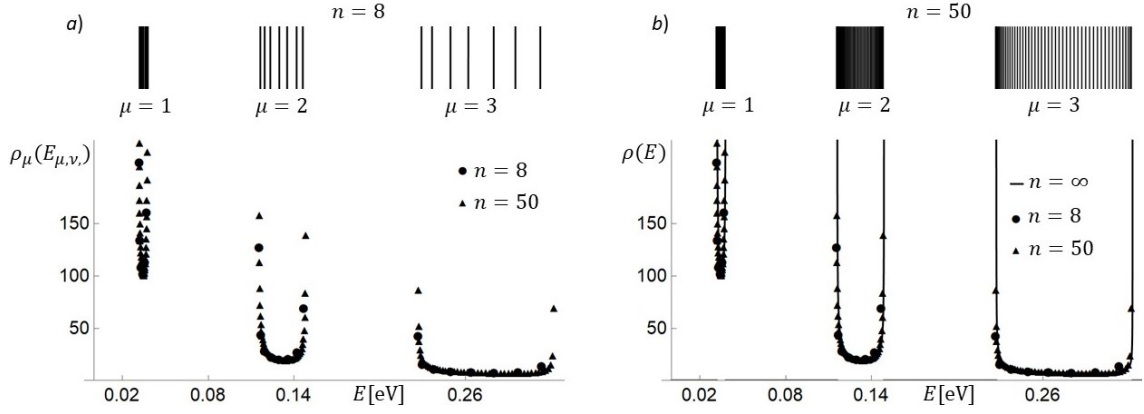 a)
n = 8
μ = 1
μ = 2
μ = 3
ρμ(Eμ,ν,)
● n = 8
▲ n = 50
150
100
50
0.02
0.08
0.14
E[eV]
0.26
b)
n = 50
μ = 1
μ = 2
μ = 3
ρ(E)
— n = ∞
● n = 8
▲ n = 50
150
100
50
0.02
0.08
0.14
E[eV]
0.26